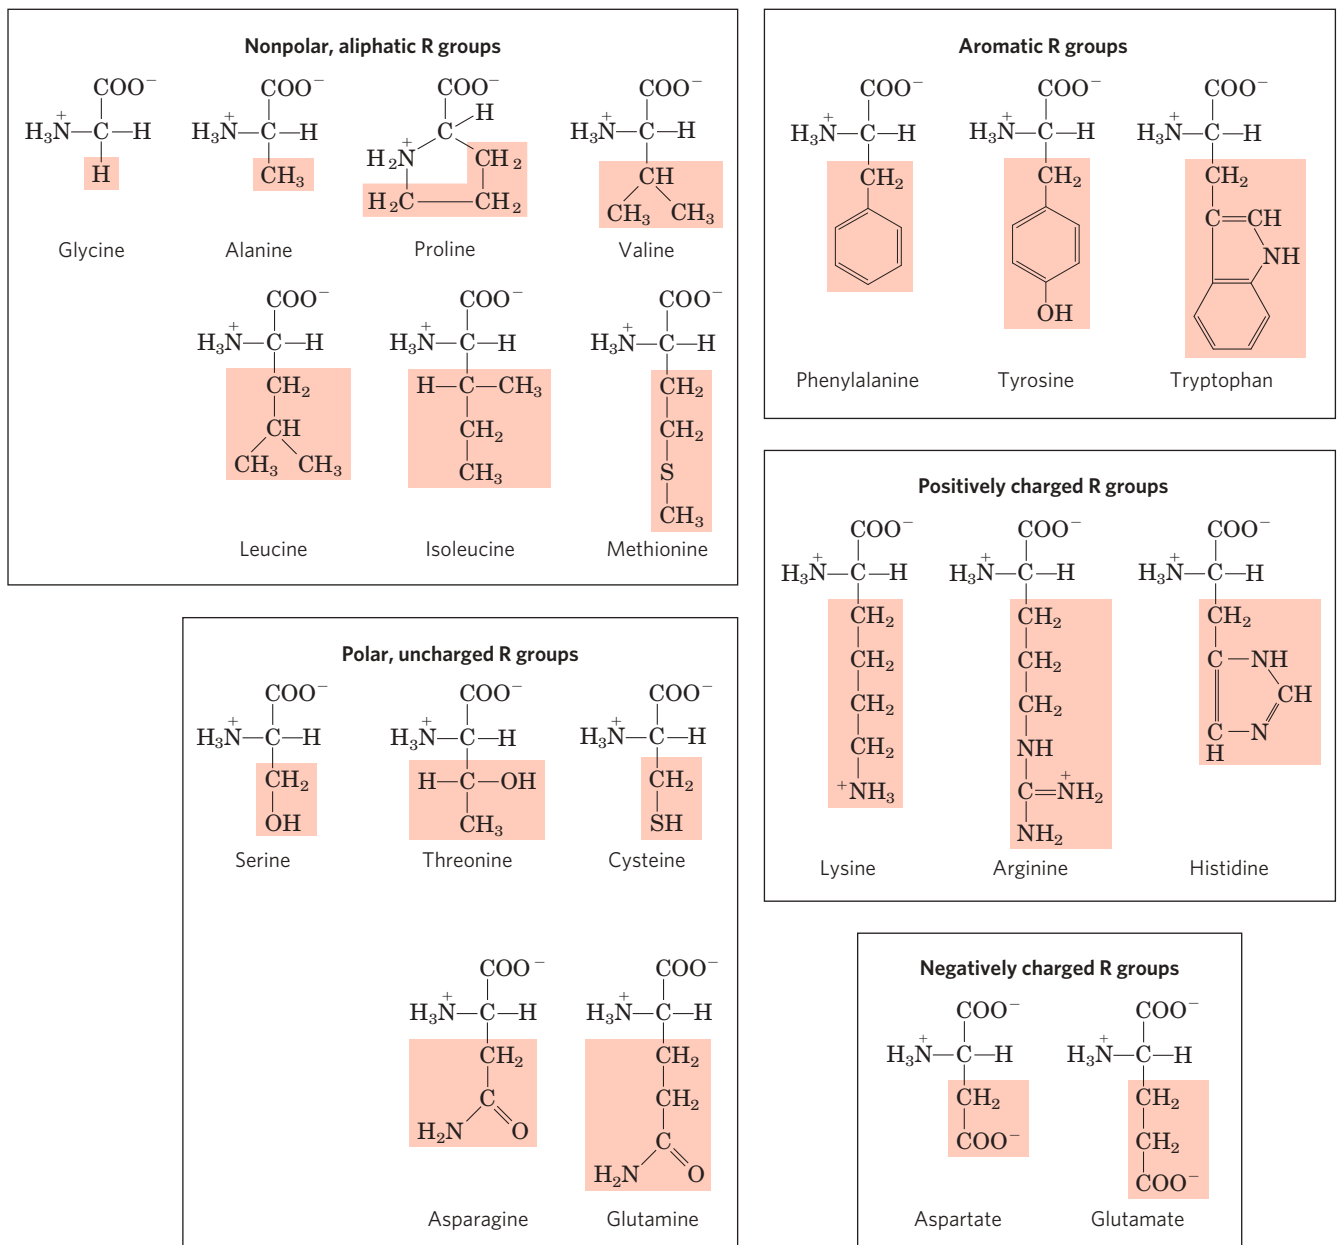 Nonpolar, aliphatic R groups
COO⁻ COO⁻ COO⁻ COO⁻
H₃N⁺—C—H H₃N⁺—C—H C H H₃N⁺—C—H
H CH₃ H₂N⁺ CH₂ CH
H₂C CH₂ CH₃ CH₃
Glycine Alanine Proline Valine
COO⁻ COO⁻ COO⁻
H₃N⁺—C—H H₃N⁺—C—H H₃N⁺—C—H
CH₂ H—C—CH₃ CH₂
CH CH₂ CH₂
CH₃ CH₃ CH₃ S
CH₃
Leucine Isoleucine Methionine
Aromatic R groups
COO⁻ COO⁻ COO⁻
H₃N⁺—C—H H₃N⁺—C—H H₃N⁺—C—H
CH₂ CH₂ CH₂
C=CH
NH
OH
Phenylalanine Tyrosine Tryptophan
Positively charged R groups
COO⁻ COO⁻ COO⁻
H₃N⁺—C—H H₃N⁺—C—H H₃N⁺—C—H
CH₂ CH₂ CH₂
CH₂ CH₂ C—NH
CH₂ CH₂ CH
CH₂ NH C—N
H
⁺NH₃ C=N⁺H₂
NH₂
Lysine Arginine Histidine
Polar, uncharged R groups
COO⁻ COO⁻ COO⁻
H₃N⁺—C—H H₃N⁺—C—H H₃N⁺—C—H
CH₂ H—C—OH CH₂
OH CH₃ SH
Serine Threonine Cysteine
COO⁻ COO⁻
H₃N⁺—C—H H₃N⁺—C—H
CH₂ CH₂
C CH₂
H₂N O C
H₂N O
Asparagine Glutamine
Negatively charged R groups
COO⁻ COO⁻
H₃N⁺—C—H H₃N⁺—C—H
CH₂ CH₂
COO⁻ CH₂
COO⁻
Aspartate Glutamate